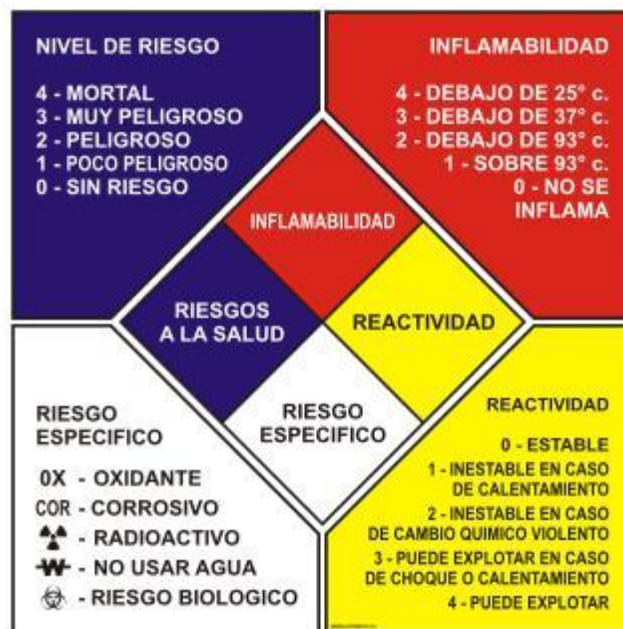 NIVEL DE RIESGO
4 - MORTAL
3 - MUY PELIGROSO
2 - PELIGROSO
1 - POCO PELIGROSO
0 - SIN RIESGO
INFLAMABILIDAD
4 - DEBAJO DE 25° c.
3 - DEBAJO DE 37° c.
2 - DEBAJO DE 93° c.
1 - SOBRE 93° c.
0 - NO SE
INFLAMA
INFLAMABILIDAD
RIESGOS
A LA SALUD
REACTIVIDAD
RIESGO
ESPECIFICO
RIESGO
ESPECIFICO
0X - OXIDANTE
COR - CORROSIVO
- RADIOACTIVO
W - NO USAR AGUA
- RIESGO BIOLOGICO
REACTIVIDAD
0 - ESTABLE
1 - INESTABLE EN CASO
DE CALENTAMIENTO
2 - INESTABLE EN CASO
DE CAMBIO QUIMICO VIOLENTO
3 - PUEDE EXPLOTAR EN CASO
DE CHOQUE O CALENTAMIENTO
4 - PUEDE EXPLOTAR